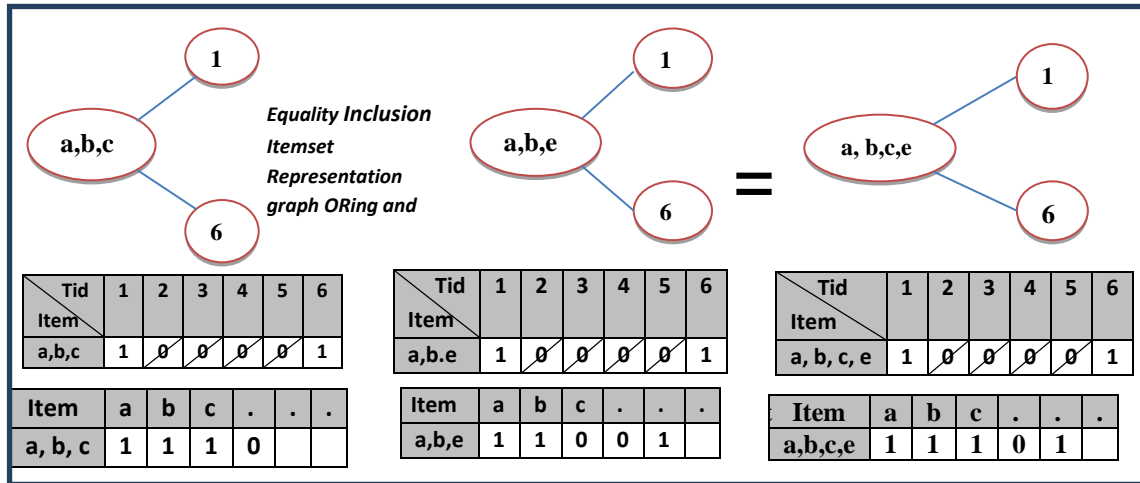 1
a,b,c
6
Equality Inclusion
Itemset
Representation
graph ORing and
1
a,b,e
6
=
1
a, b,c,e
6
Tid 1 2 3 4 5 6
Item
a,b,c 1 0 0 0 0 1
Tid 1 2 3 4 5 6
Item
a,b.e 1 0 0 0 0 1
Tid 1 2 3 4 5 6
Item
a, b, c, e 1 0 0 0 0 1
Item a b c . . .
a, b, c 1 1 1 0
Item a b c . . .
a,b,e 1 1 0 0 1
t Item a b c . . .
a,b,c,e 1 1 1 0 1